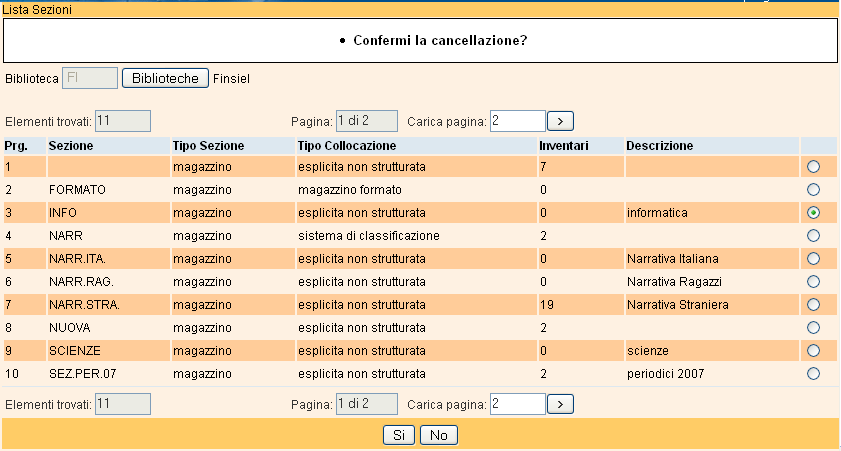 Lista Sezioni
• Confermi la cancellazione?
Biblioteca FI Biblioteche Finsiel
Elementi trovati: 11 Pagina: 1 di 2 Carica pagina: 2 >
Prg. Sezione Tipo Sezione Tipo Collocazione Inventari Descrizione
1 magazzino esplicita non strutturata 7
2 FORMATO magazzino magazzino formato 0
3 INFO magazzino esplicita non strutturata 0 informatica
4 NARR magazzino sistema di classificazione 2
5 NARR.ITA. magazzino esplicita non strutturata 0 Narrativa Italiana
6 NARR.RAG. magazzino esplicita non strutturata 0 Narrativa Ragazzi
7 NARR.STRA. magazzino esplicita non strutturata 19 Narrativa Straniera
8 NUOVA magazzino esplicita non strutturata 2
9 SCIENZE magazzino esplicita non strutturata 0 scienze
10 SEZ.PER.07 magazzino esplicita non strutturata 2 periodici 2007
Elementi trovati: 11 Pagina: 1 di 2 Carica pagina: 2 >
Si No